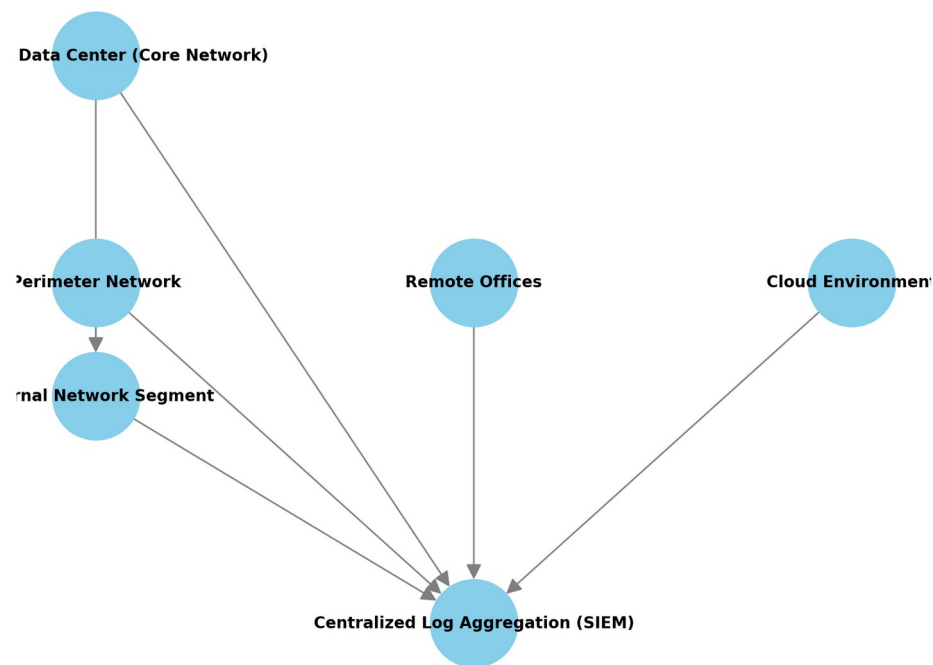 Data Center (Core Network)
Perimeter Network
Remote Offices
Cloud Environment
Network Segment
Centralized Log Aggregation (SIEM)